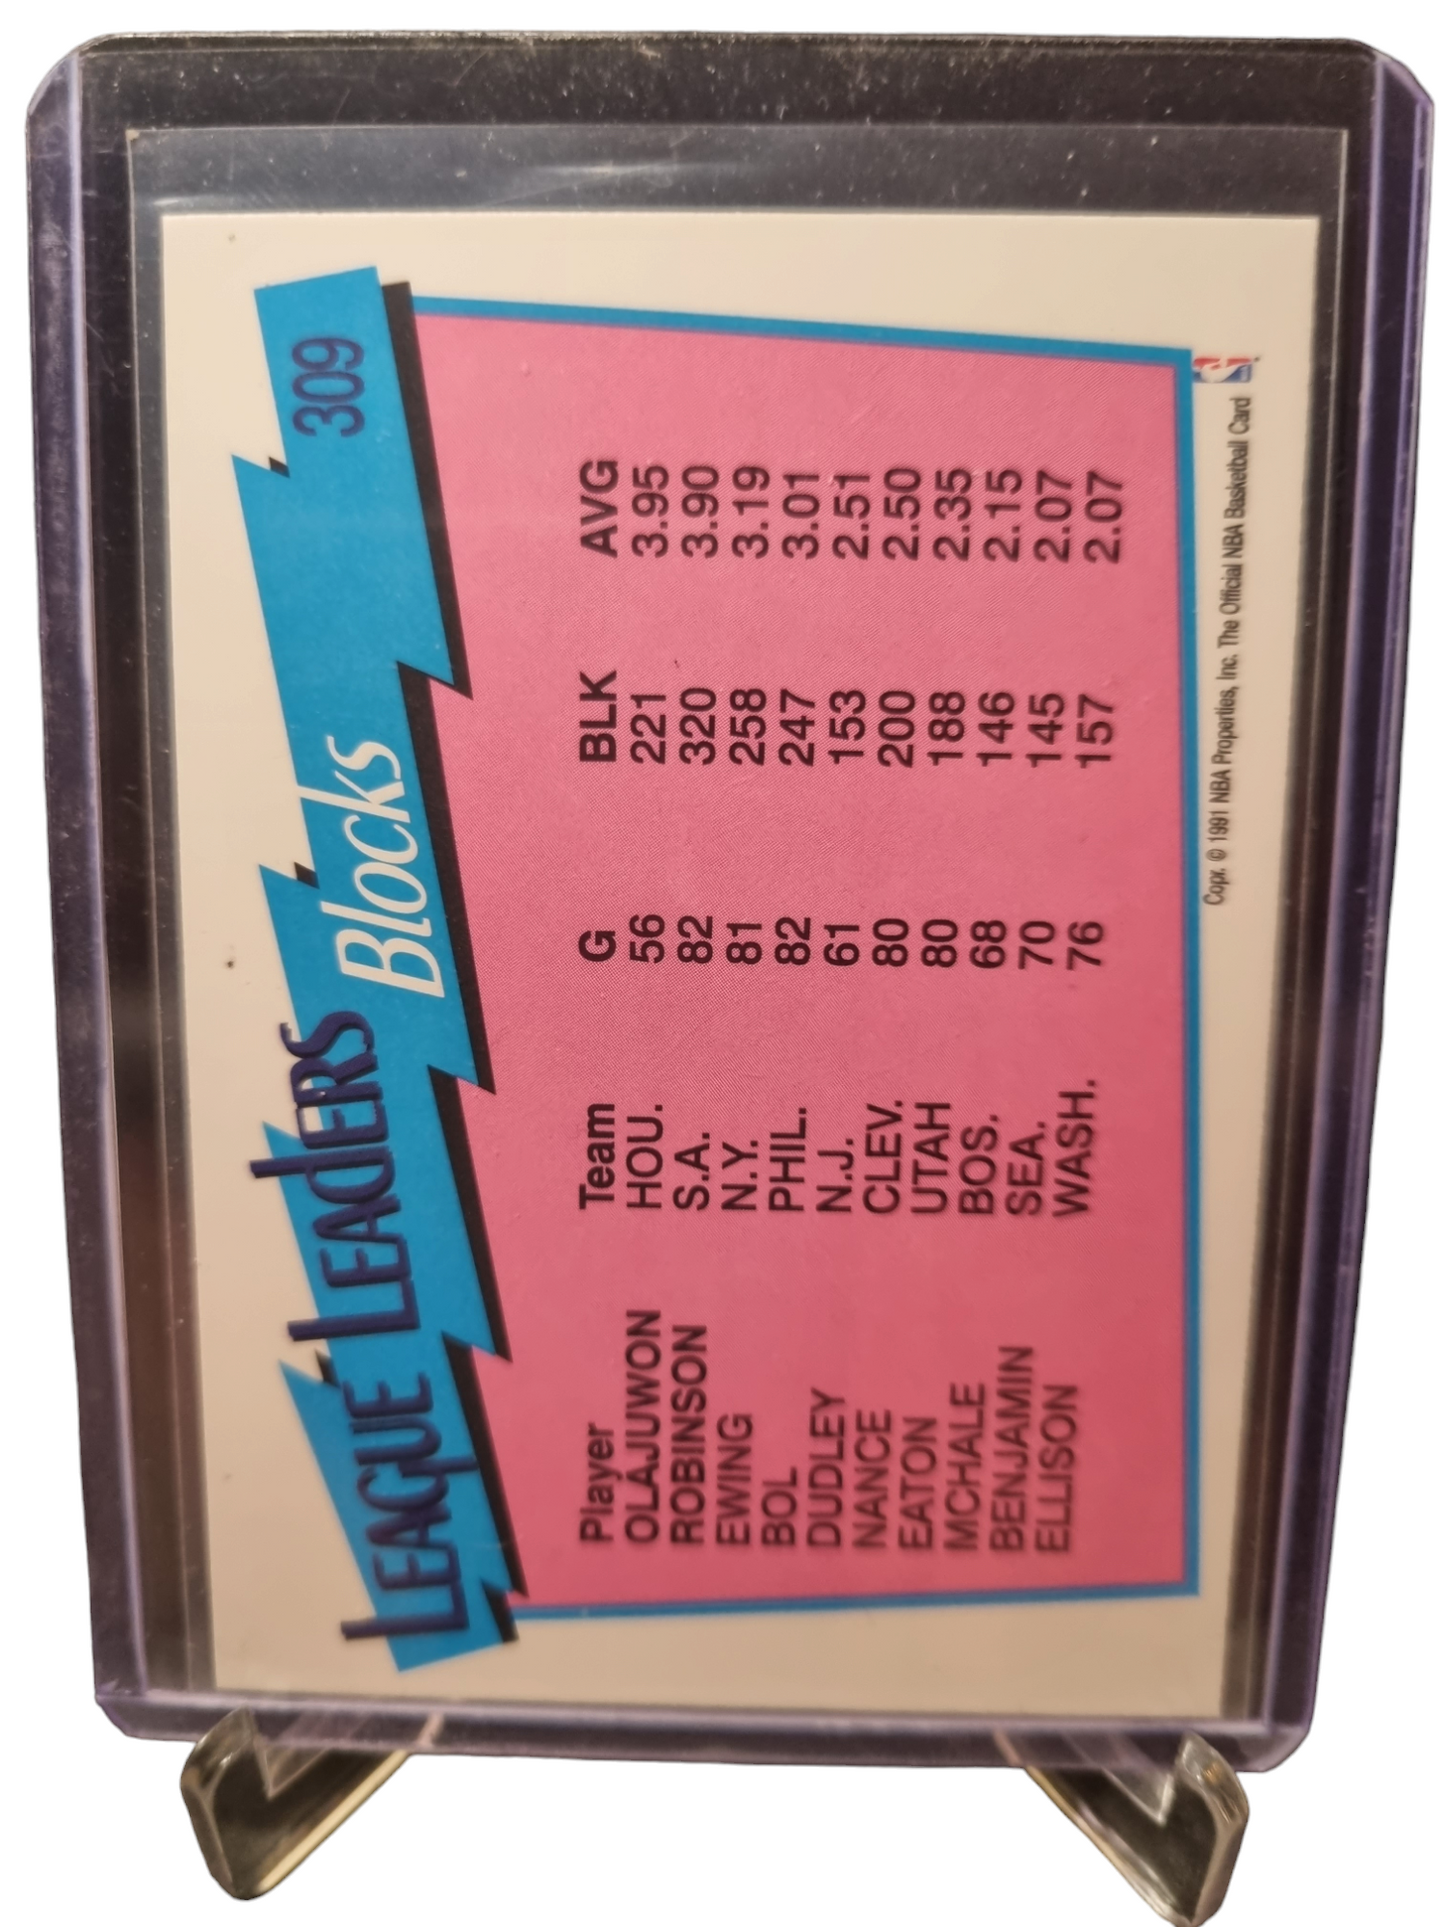 LEAGUE LEADERS 309
Blocks
Player Team G BLK AVG
OLAJUWON HOU. 56 221 3.95
ROBINSON S.A. 82 320 3.90
EWING N.Y. 81 258 3.19
BOL PHIL. 82 247 3.01
DUDLEY N.J. 61 153 2.51
NANCE CLEV. 80 200 2.50
EATON UTAH 80 188 2.35
MCHALE BOS. 68 146 2.15
BENJAMIN SEA. 70 145 2.07
ELLISON WASH. 76 157 2.07
Copr. © 1991 NBA Properties, Inc. The Official NBA Basketball Card